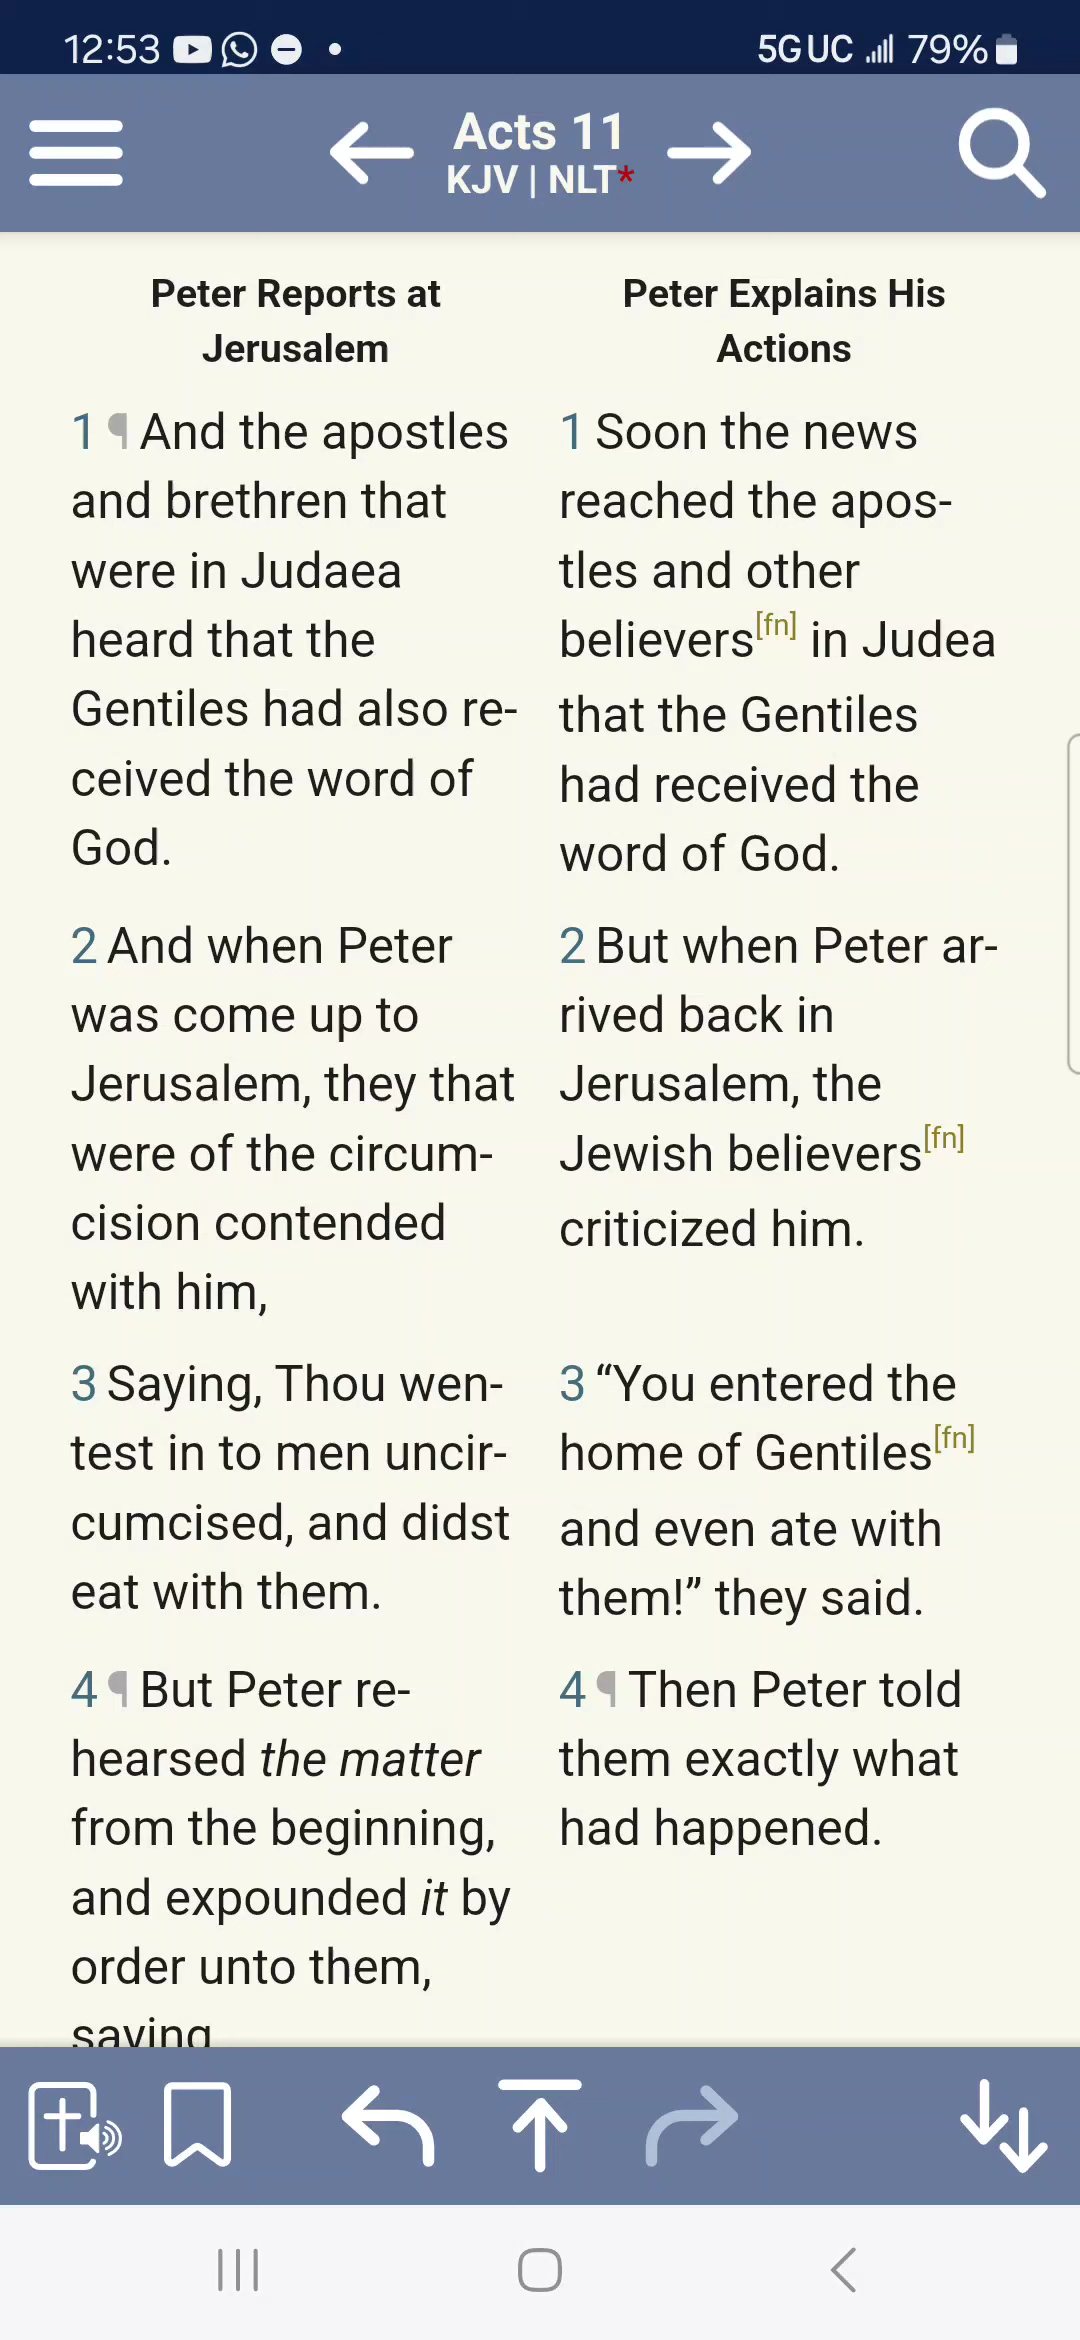 12:53
5G UC 79%
Acts 11
KJV | NLT*
Peter Reports at
Jerusalem
1 ¶ And the apostles
and brethren that
were in Judaea
heard that the
Gentiles had also re-
ceived the word of
God.
2 And when Peter
was come up to
Jerusalem, they that
were of the circum-
cision contended
with him,
3 Saying, Thou wen-
test in to men uncir-
cumcised, and didst
eat with them.
4 ¶ But Peter re-
hearsed the matter
from the beginning,
and expounded it by
order unto them,
saying
Peter Explains His
Actions
1 Soon the news
reached the apos-
tles and other
believers[fn] in Judea
that the Gentiles
had received the
word of God.
2 But when Peter ar-
rived back in
Jerusalem, the
Jewish believers[fn]
criticized him.
3 “You entered the
home of Gentiles[fn]
and even ate with
them!” they said.
4 ¶ Then Peter told
them exactly what
had happened.